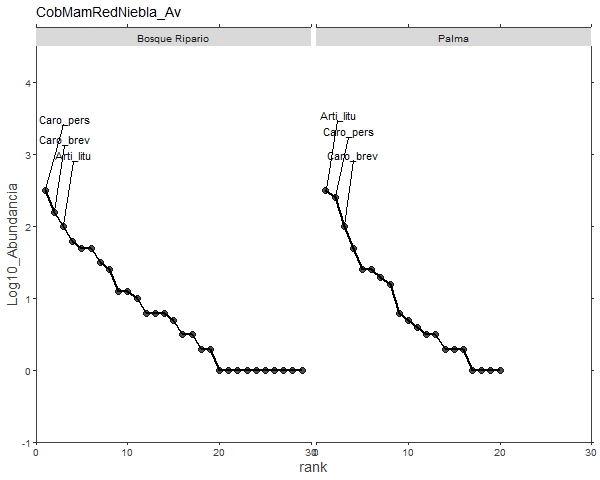 CobMamRedNiebla_Av
Bosque Ripario
Palma
4
3
2
1
0
-1
Log10_Abundancia
Caro_pers
Caro_brev
Arti_litu
Arti_litu
Caro_pers
Caro_brev
0
10
20
30
0
10
20
30
rank